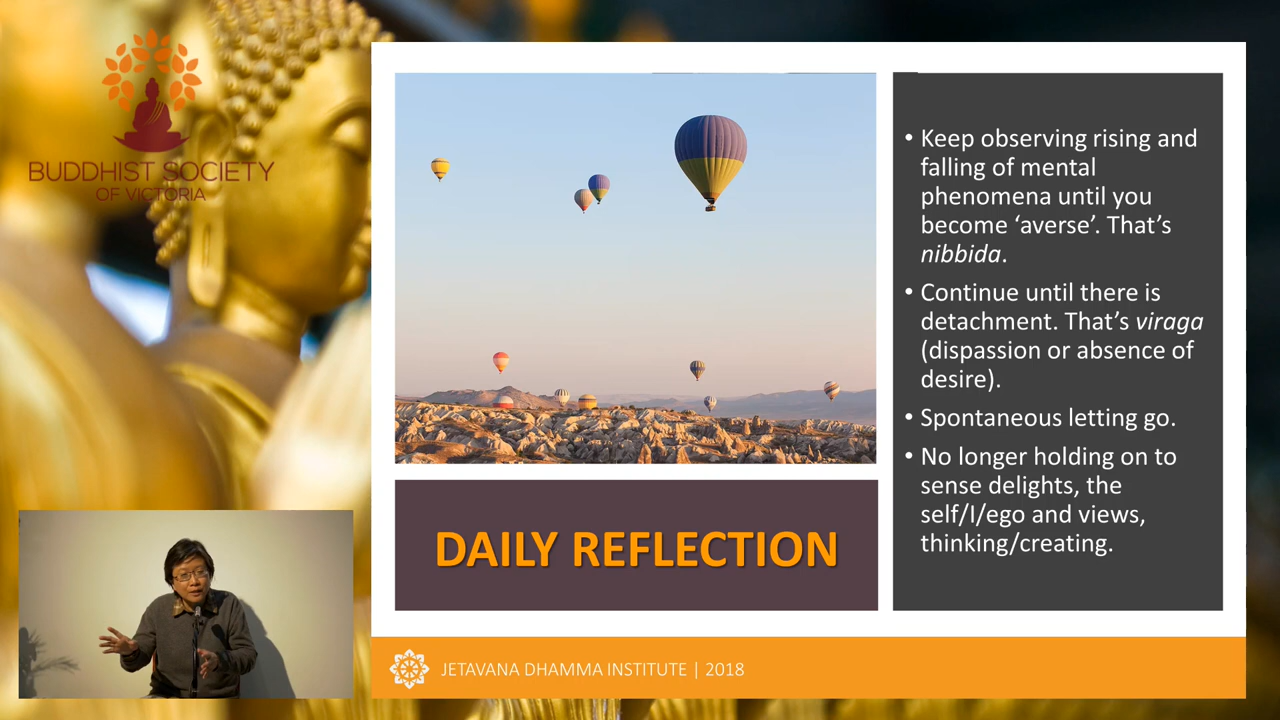 BUDDHIST SOCIETY
OF VICTORIA
• Keep observing rising and
falling of mental
phenomena until you
become ‘averse’. That’s
nibbida.
• Continue until there is
detachment. That’s viraga
(dispassion or absence of
desire).
• Spontaneous letting go.
• No longer holding on to
sense delights, the
self/I/ego and views,
thinking/creating.
DAILY REFLECTION
JETAVANA DHAMMA INSTITUTE | 2018